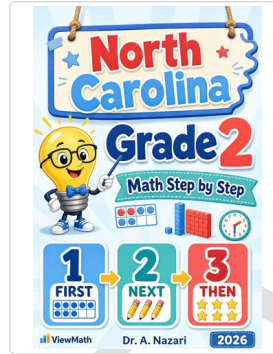 North
Carolina
Grade 2
Math Step by Step
1 2 3
FIRST NEXT THEN
ViewMath Dr. A. Nazari 2026